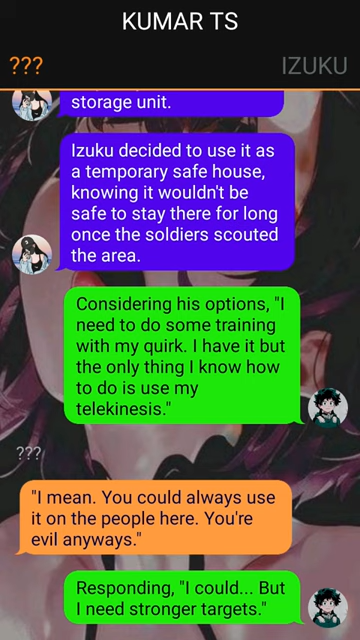 KUMAR TS
??? IZUKU
storage unit.
Izuku decided to use it as
a temporary safe house,
knowing it wouldn't be
safe to stay there for long
once the soldiers scouted
the area.
Considering his options, "I
need to do some training
with my quirk. I have it but
the only thing I know how
to do is use my
telekinesis."
???
"I mean. You could always use
it on the people here. You're
evil anyways."
Responding, "I could... But
I need stronger targets."